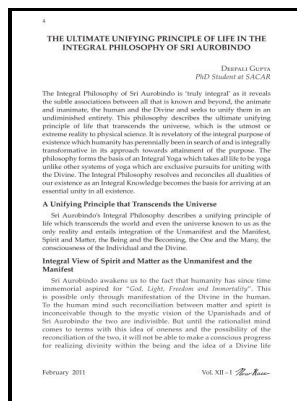 4
THE ULTIMATE UNIFYING PRINCIPLE OF LIFE IN THE
INTEGRAL PHILOSOPHY OF SRI AUROBINDO
DEEPALI GUPTA
PhD Student at SACAR
The Integral Philosophy of Sri Aurobindo is 'truly integral' as it reveals
the subtle associations between all that is known and beyond, the animate
and inanimate, the human and the Divine and seeks to unify them in an
undiminished entirety. This philosophy describes the ultimate unifying
principle of life that transcends the universe, which is the utmost or
extreme reality to physical science. It is revelatory of the integral purpose of
existence which humanity has perennially been in search of and is integrally
transformative in its approach towards attainment of the purpose. The
philosophy forms the basis of an Integral Yoga which takes all life to be yoga
unlike other systems of yoga which are exclusive pursuits for uniting with
the Divine. The Integral Philosophy resolves and reconciles all dualities of
our existence as an Integral Knowledge becomes the basis for arriving at an
essential unity in all existence.
A Unifying Principle that Transcends the Universe
Sri Aurobindo's Integral Philosophy describes a unifying principle of
life which transcends the world and even the universe known to us as the
only reality and entails integration of the Unmanifest and the Manifest,
Spirit and Matter, the Being and the Becoming, the One and the Many, the
consciousness of the Individual and the Divine.
Integral View of Spirit and Matter as the Unmanifest and the
Manifest
Sri Aurobindo awakens us to the fact that humanity has since time
immemorial aspired for "God, Light, Freedom and Immortality". This
is possible only through manifestation of the Divine in the human.
To the human mind such reconciliation between matter and spirit is
inconceivable though to the mystic vision of the Upanishads and of
Sri Aurobindo the two are indivisible. But until the rationalist mind
comes to terms with this idea of oneness and the possibility of the
reconciliation of the two, it will not be able to make a conscious progress
for realizing divinity within the being and the idea of a Divine life
February 2011
Vol. XII – I New Race